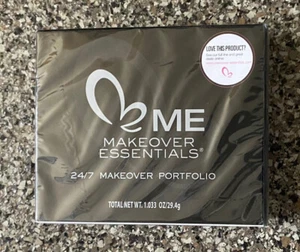 LOVE THIS PRODUCT?
ME
MAKEOVER
ESSENTIALS®
24/7 MAKEOVER PORTFOLIO
TOTAL NET WT. 1.033 OZ/29.4g